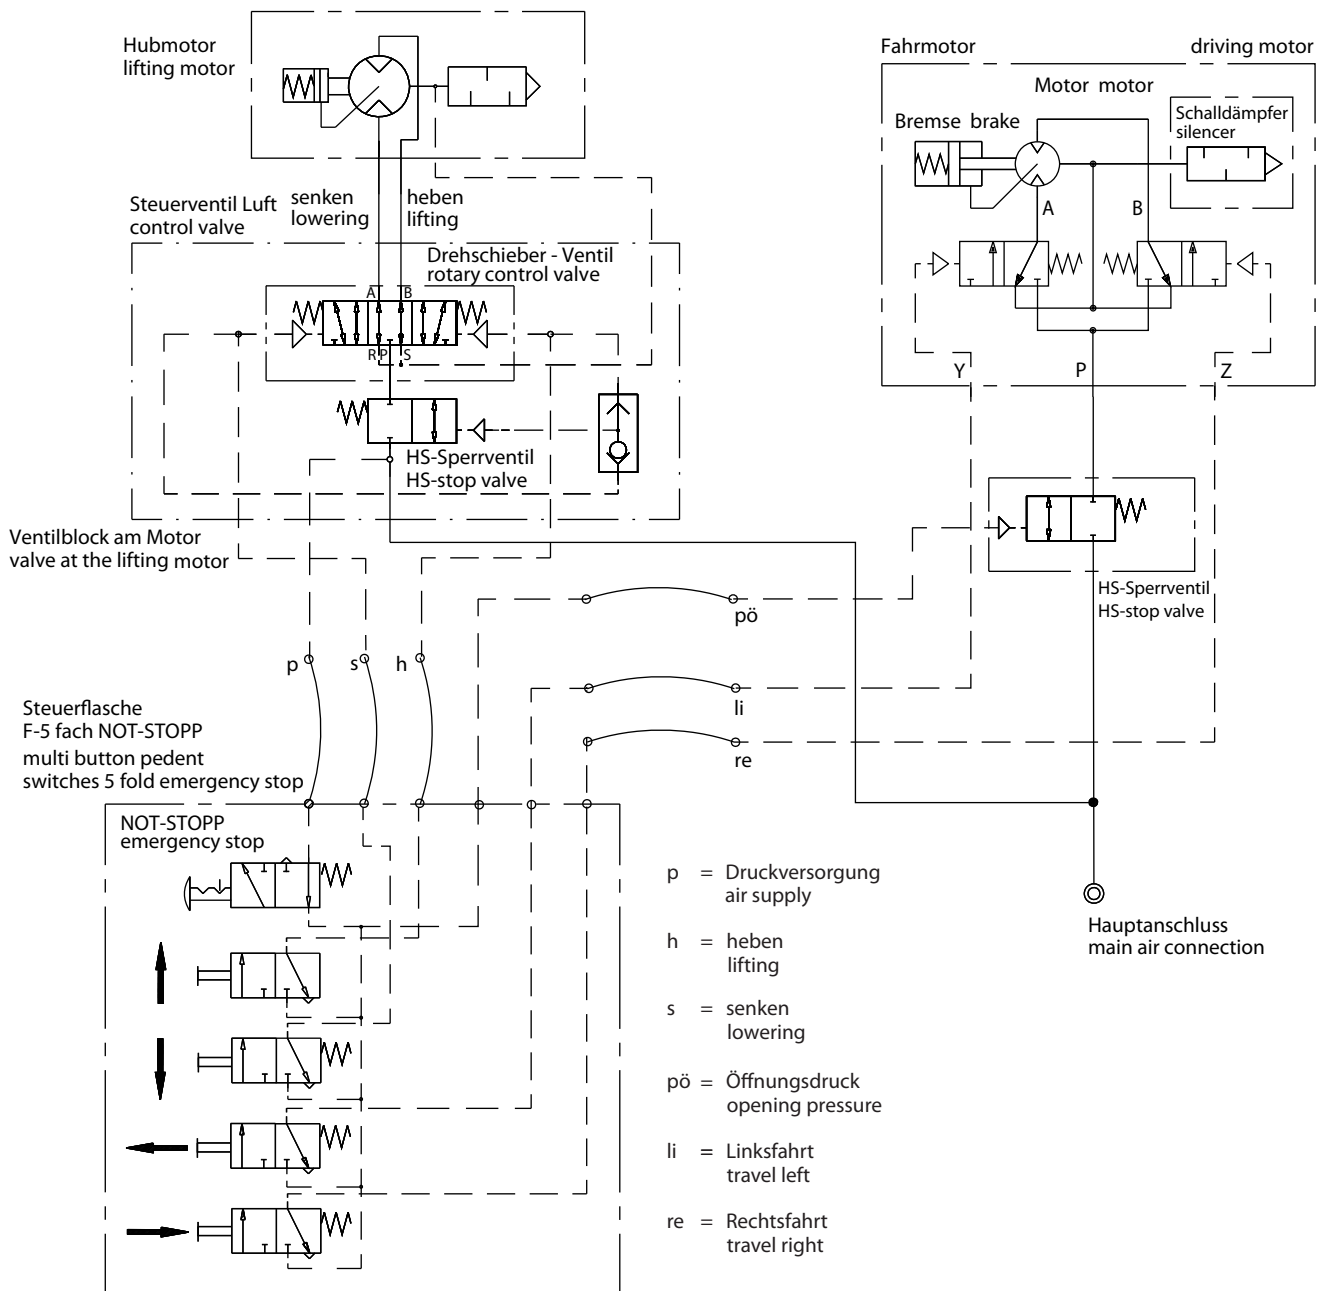 Hubmotor
lifting motor
Fahrmotor
driving motor
Motor motor
Bremse brake
Schalldämpfer
silencer
A
B
senken
lowering
heben
lifting
Steuerventil Luft
control valve
Drehschieber - Ventil
rotary control valve
A
B
R
P
S
HS-Sperrventil
HS-stop valve
Y
P
Z
Ventilblock am Motor
valve at the lifting motor
HS-Sperrventil
HS-stop valve
pö
p
s
h
li
re
Steuerflasche
F-5 fach NOT-STOPP
multi button pedent
switches 5 fold emergency stop
NOT-STOPP
emergency stop
p = Druckversorgung
air supply
h = heben
lifting
s = senken
lowering
pö = Öffnungsdruck
opening pressure
li = Linksfahrt
travel left
re = Rechtsfahrt
travel right
Hauptanschluss
main air connection